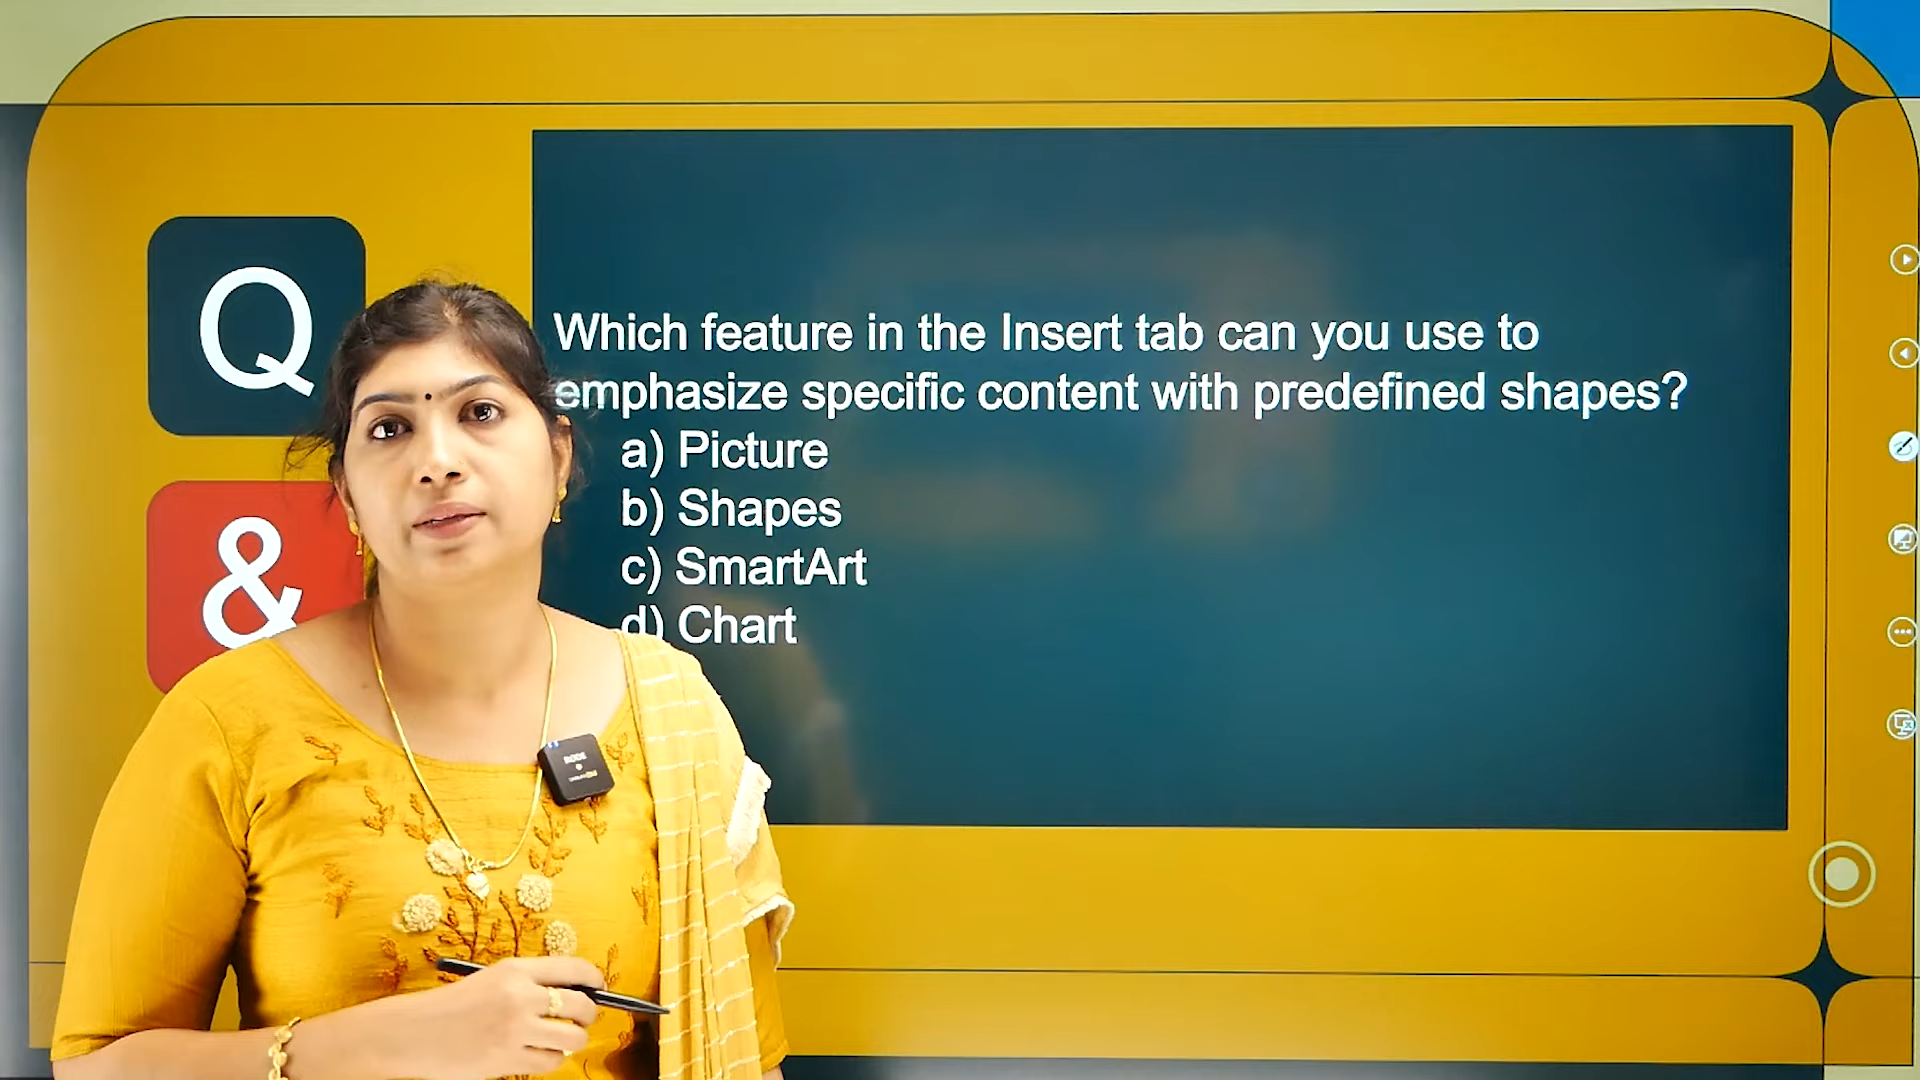 Q
&
Which feature in the Insert tab can you use to
emphasize specific content with predefined shapes?
a) Picture
b) Shapes
c) SmartArt
d) Chart
RODE